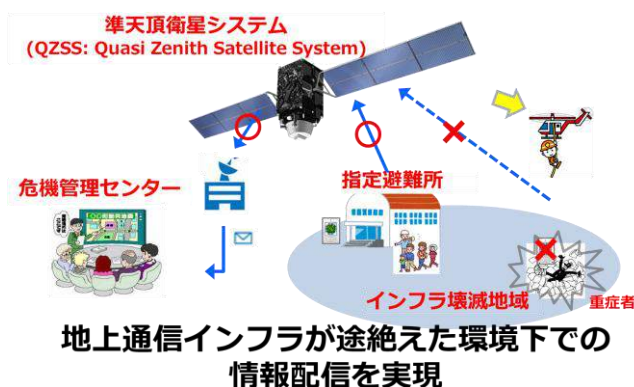 準天頂衛星システム
(QZSS: Quasi Zenith Satellite System)
危機管理センター
指定避難所
インフラ壊滅地域
重症者
地上通信インフラが途絶えた環境下での
情報配信を実現